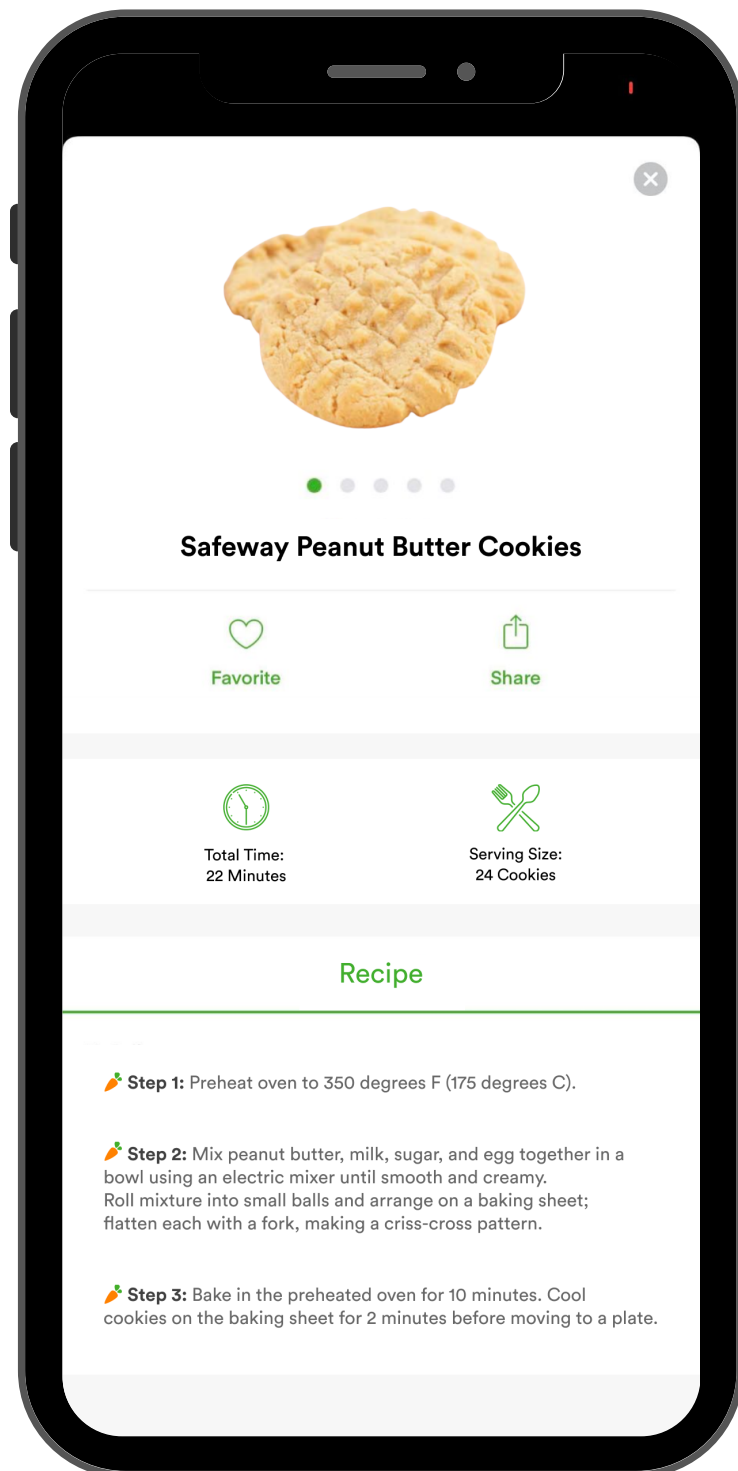 Safeway Peanut Butter Cookies
Favorite
Share
Total Time:
22 Minutes
Serving Size:
24 Cookies
Recipe
Step 1: Preheat oven to 350 degrees F (175 degrees C).
Step 2: Mix peanut butter, milk, sugar, and egg together in a
bowl using an electric mixer until smooth and creamy.
Roll mixture into small balls and arrange on a baking sheet;
flatten each with a fork, making a criss-cross pattern.
Step 3: Bake in the preheated oven for 10 minutes. Cool
cookies on the baking sheet for 2 minutes before moving to a plate.